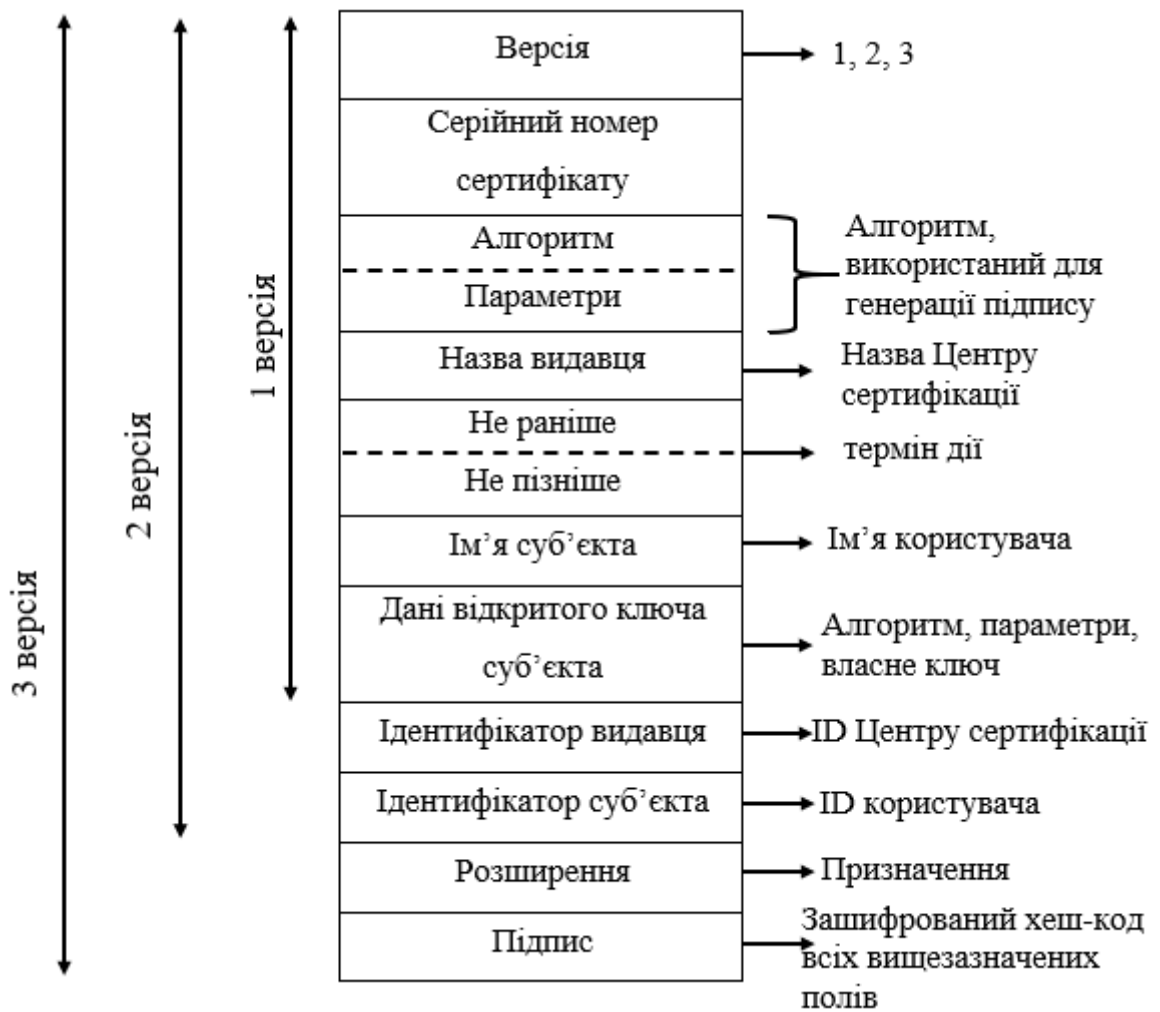 Версія
1, 2, 3
Серійний номер
сертифікату
Алгоритм
Параметри
Алгоритм,
використаний для
генерації підпису
Назва видавця
Назва Центру
сертифікації
Не раніше
Не пізніше
термін дії
Ім’я суб’єкта
Ім’я користувача
Дані відкритого ключа
суб’єкта
Алгоритм, параметри,
власне ключ
Ідентифікатор видавця
ID Центру сертифікації
Ідентифікатор суб’єкта
ID користувача
Розширення
Призначення
Підпис
Зашифрований хеш-код
всіх вищезазначених
полів
1 версія
2 версія
3 версія